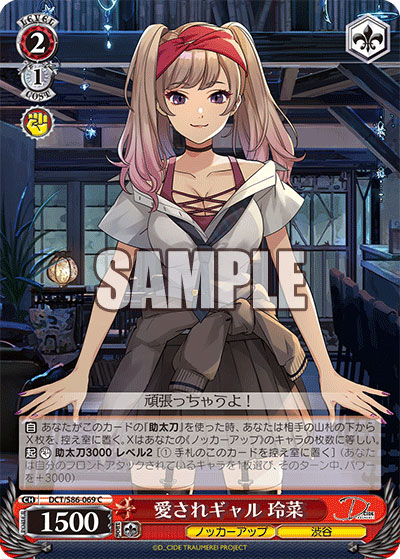 LEVEL
2
1
COST
SAMPLE
頑張っちゃうよ！
自 あなたがこのカードの『助太刀』を使った時、あなたは相手の山札の下から
X枚を、控え室に置く。Xはあなたの《ノッカーアップ》のキャラの枚数に等しい。
起 助太刀3000 レベル2 ［① 手札のこのカードを控え室に置く］（あなた
は自分のフロントアタックされているキャラを1枚選び、そのターン中、パワー
を+3000）
CH DCT/S86-069 C
POWER
1500
愛されギャル 玲菜
ノッカーアップ 渋谷
©D_CIDE TRAUMEREI PROJECT